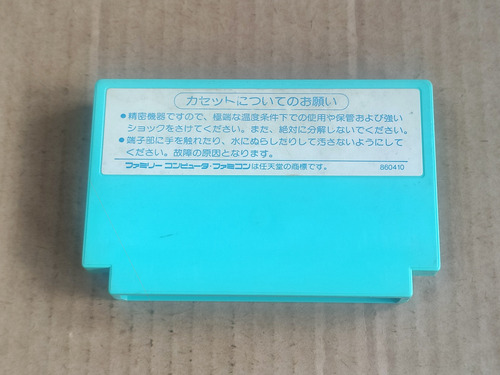 カセットについてのお願い
●精密機器ですので、極端な温度条件下での使用や保管および強い
ショックをさけてください。また、絶対に分解しないでください。
●端子部に手を触れたり、水にぬらしたりして汚さないようにして
ください。故障の原因となります。
ファミリーコンピュータ・ファミコンは任天堂の商標です。 860410